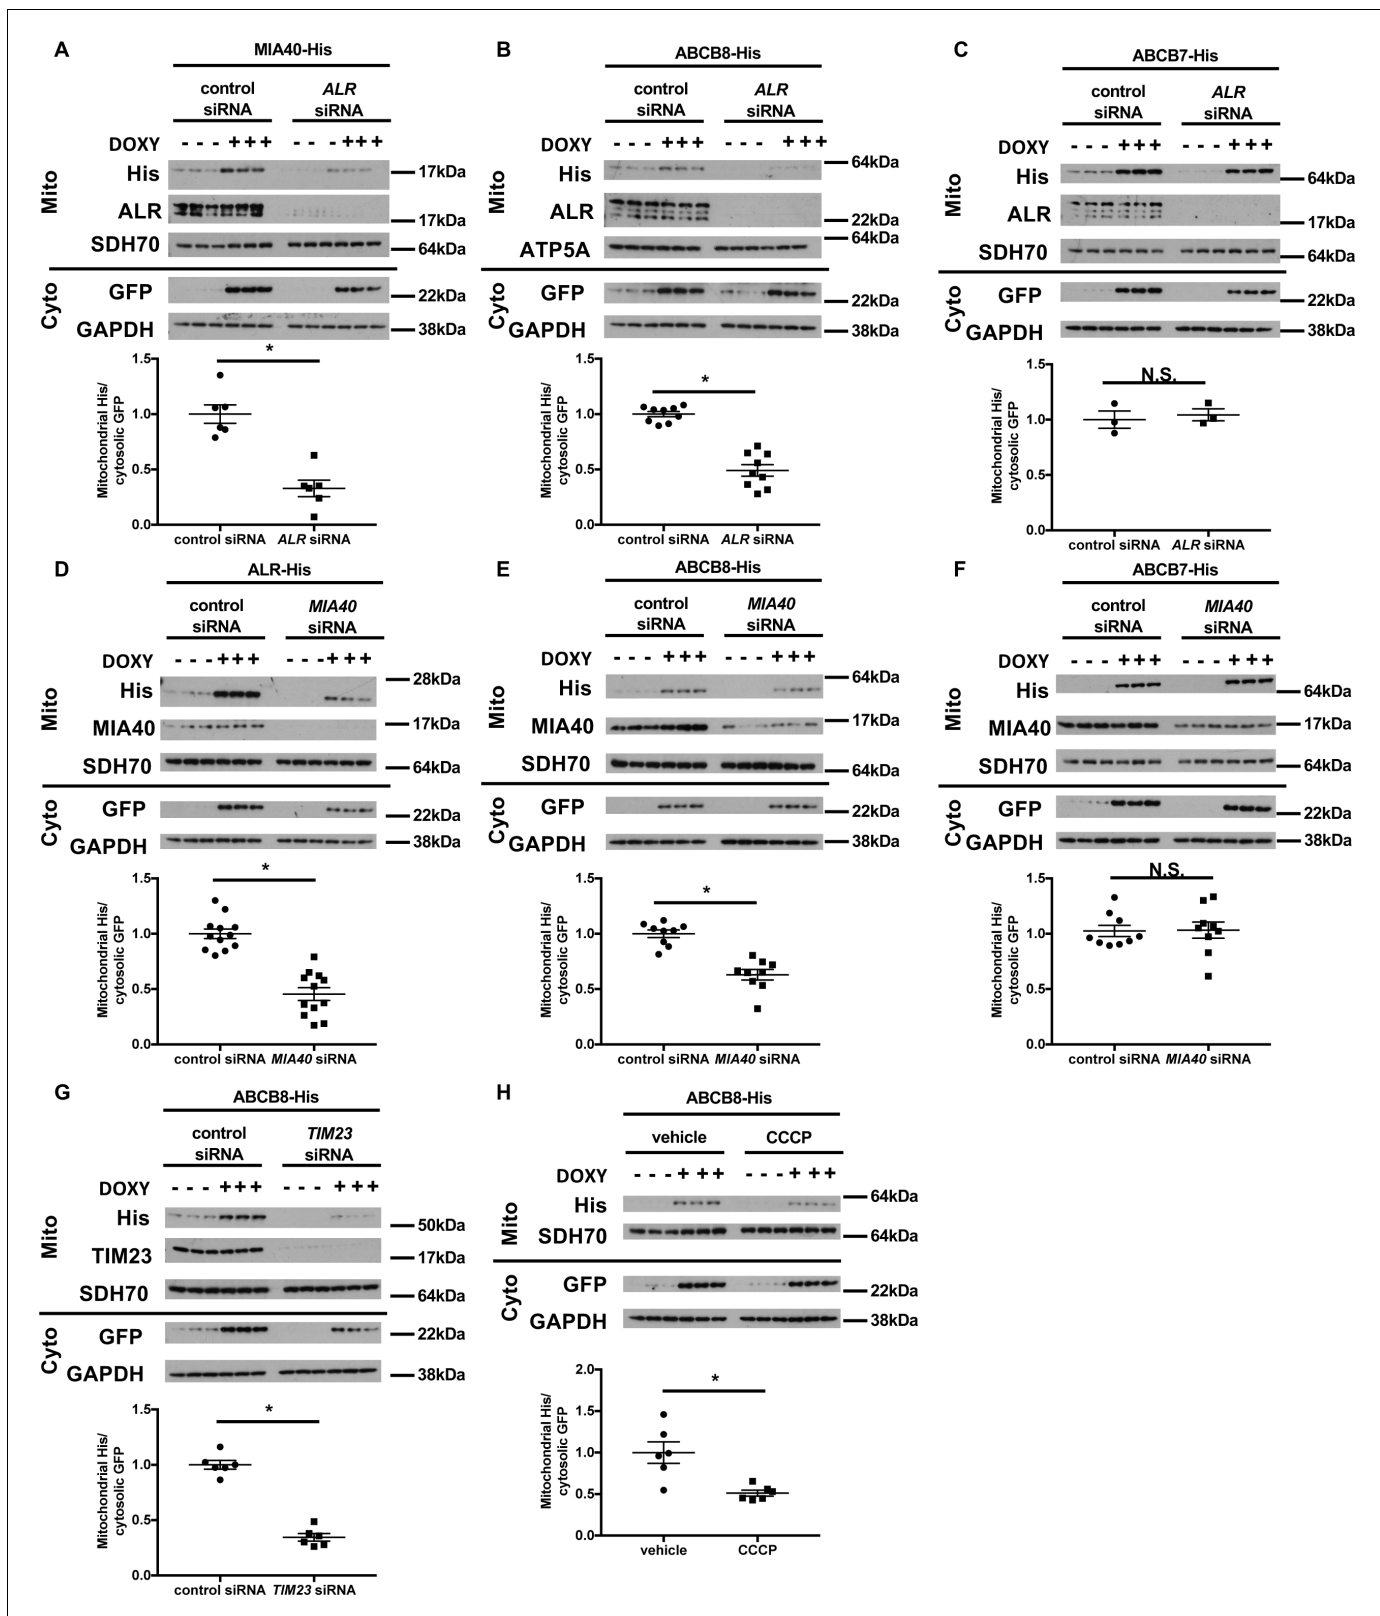 A
MIA40-His
control siRNA
ALR siRNA
DOXY
- - - + + + - - - + + +
Mito
His
17kDa
ALR
17kDa
SDH70
64kDa
Cyto
GFP
22kDa
GAPDH
38kDa
Mitochondrial His/
cytosolic GFP
1.5
1.0
0.5
0.0
*
control siRNA ALR siRNA
B
ABCB8-His
control siRNA
ALR siRNA
DOXY
- - - + + + - - - + + +
Mito
His
64kDa
ALR
22kDa
ATP5A
64kDa
Cyto
GFP
22kDa
GAPDH
38kDa
Mitochondrial His/
cytosolic GFP
1.5
1.0
0.5
0.0
*
control siRNA ALR siRNA
C
ABCB7-His
control siRNA
ALR siRNA
DOXY
- - - + + + - - - + + +
Mito
His
64kDa
ALR
17kDa
SDH70
64kDa
Cyto
GFP
22kDa
GAPDH
38kDa
Mitochondrial His/
cytosolic GFP
1.5
1.0
0.5
0.0
N.S.
control siRNA ALR siRNA
D
ALR-His
control siRNA
MIA40 siRNA
DOXY
- - - + + + - - - + + +
Mito
His
28kDa
MIA40
17kDa
SDH70
64kDa
Cyto
GFP
22kDa
GAPDH
38kDa
Mitochondrial His/
cytosolic GFP
1.5
1.0
0.5
0.0
*
control siRNA MIA40 siRNA
E
ABCB8-His
control siRNA
MIA40 siRNA
DOXY
- - - + + + - - - + + +
Mito
His
64kDa
MIA40
17kDa
SDH70
64kDa
Cyto
GFP
22kDa
GAPDH
38kDa
Mitochondrial His/
cytosolic GFP
1.5
1.0
0.5
0.0
*
control siRNA MIA40 siRNA
F
ABCB7-His
control siRNA
MIA40 siRNA
DOXY
- - - + + + - - - + + +
Mito
His
64kDa
MIA40
17kDa
SDH70
64kDa
Cyto
GFP
22kDa
GAPDH
38kDa
Mitochondrial His/
cytosolic GFP
1.5
1.0
0.5
0.0
N.S.
control siRNA MIA40 siRNA
G
ABCB8-His
control siRNA
TIM23 siRNA
DOXY
- - - + + + - - - + + +
Mito
His
50kDa
TIM23
17kDa
SDH70
64kDa
Cyto
GFP
22kDa
GAPDH
38kDa
Mitochondrial His/
cytosolic GFP
1.5
1.0
0.5
0.0
*
control siRNA TIM23 siRNA
H
ABCB8-His
vehicle
CCCP
DOXY
- - - + + + - - - + + +
Mito
His
64kDa
SDH70
64kDa
Cyto
GFP
22kDa
GAPDH
38kDa
Mitochondrial His/
cytosolic GFP
2.0
1.5
1.0
0.5
0.0
*
vehicle CCCP